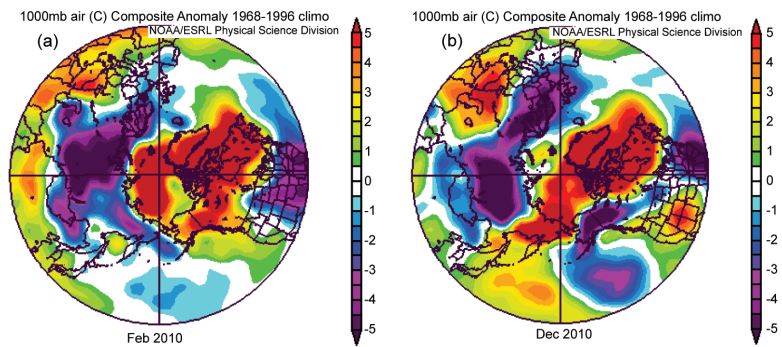 1000mb air (C) Composite Anomaly 1968-1996 climo
NOAA/ESRL Physical Science Division
(a)
5
4
3
2
1
0
-1
-2
-3
-4
-5
Feb 2010
1000mb air (C) Composite Anomaly 1968-1996 climo
NOAA/ESRL Physical Science Division
(b)
5
4
3
2
1
0
-1
-2
-3
-4
-5
Dec 2010